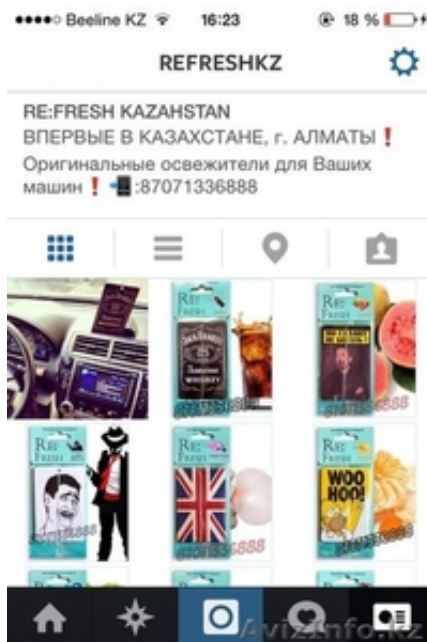 Beeline KZ 16:23 18 %
REFRESHKZ
RE:FRESH KAZAHSTAN
ВПЕРВЫЕ В КАЗАХСТАНЕ, г. АЛМАТЫ❗
Оригинальные освежители для Ваших
машин❗📲:87071336888
RE:
FRESH
JACK DANIEL'S
WHISKEY
RE:
FRESH
RE:
FRESH
RE:
FRESH
RE:
FRESH
WOO
HOO!
AvizInfo.kz